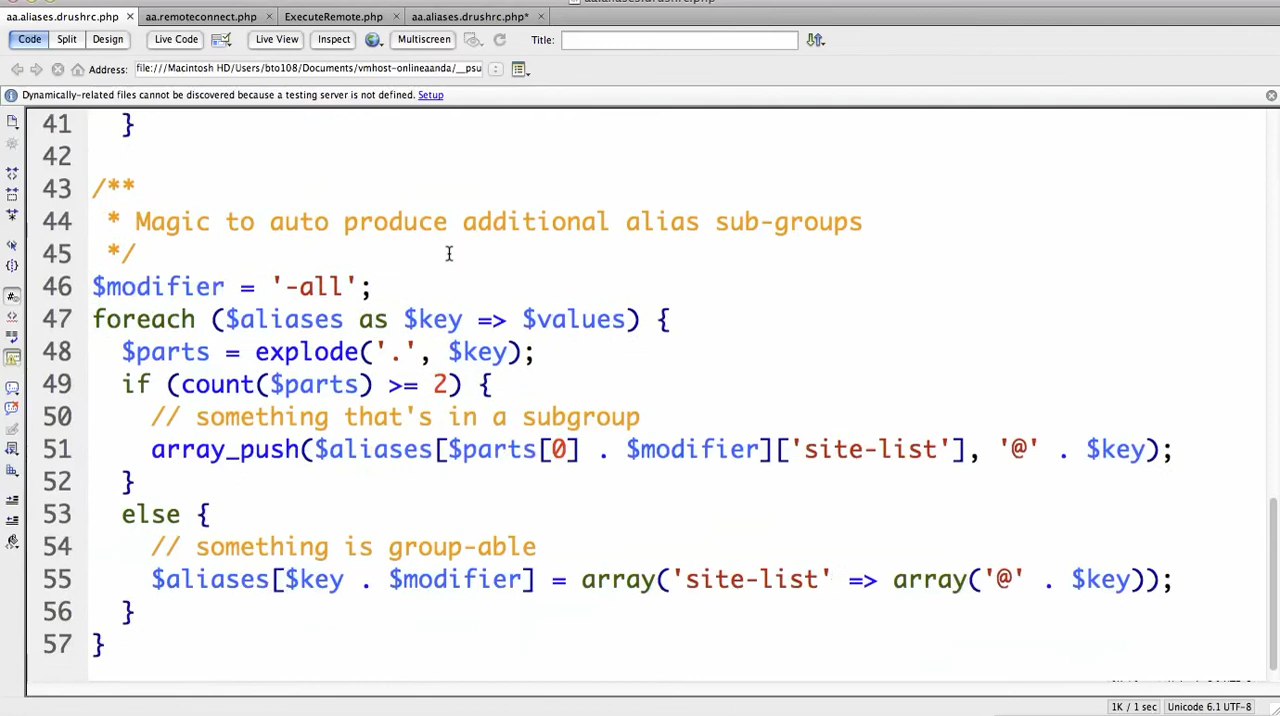 aa.aliases.drushrc.php
aa.aliases.drushrc.php × aa.remoteconnect.php × ExecuteRemote.php × aa.aliases.drushrc.php* ×
Code Split Design Live Code Live View Inspect Multiscreen Title:
Address: file:///Macintosh HD/Users/bto108/Documents/vmhost-onlineaanda/__psu
Dynamically-related files cannot be discovered because a testing server is not defined. Setup
41 }
42
43 /**
44 * Magic to auto produce additional alias sub-groups
45 */
46 $modifier = '-all';
47 foreach ($aliases as $key => $values) {
48 $parts = explode('.', $key);
49 if (count($parts) >= 2) {
50 // something that's in a subgroup
51 array_push($aliases[$parts[0] . $modifier]['site-list'], '@' . $key);
52 }
53 else {
54 // something is group-able
55 $aliases[$key . $modifier] = array('site-list' => array('@' . $key));
56 }
57 }
1K / 1 sec Unicode 6.1 UTF-8